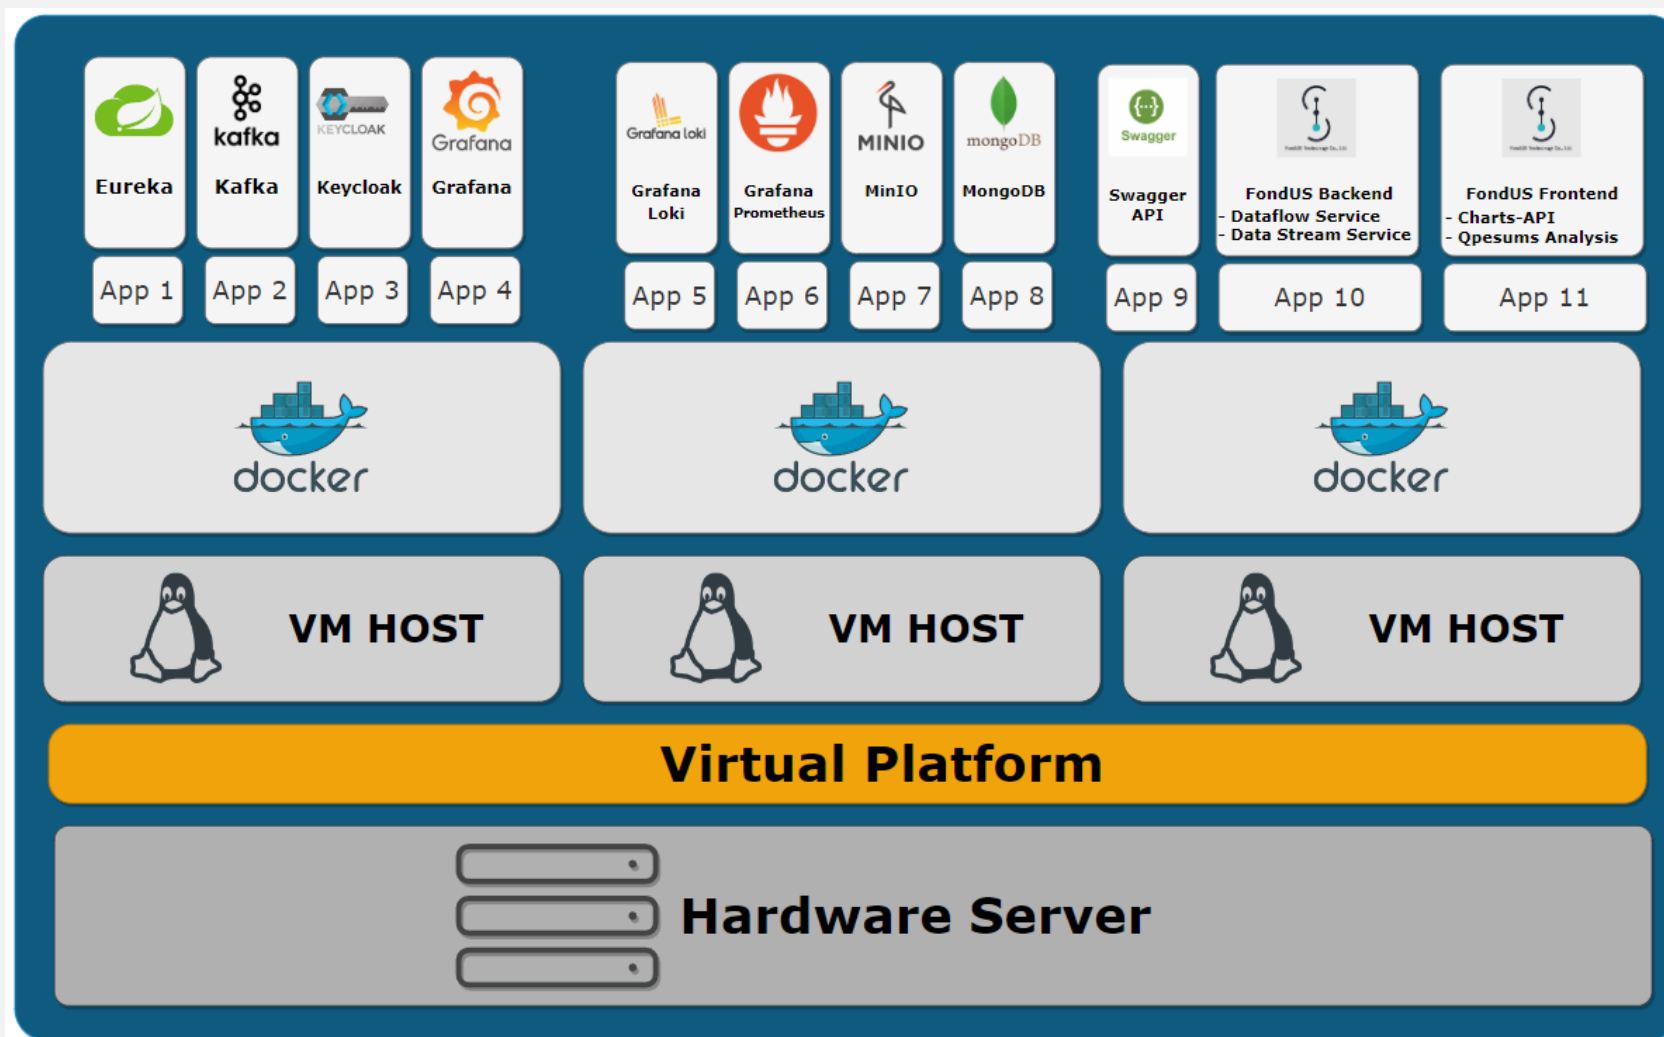 kafka
KEYCLOAK
Grafana
Eureka
Kafka
Keycloak
Grafana
App 1
App 2
App 3
App 4
Grafana loki
MINIO
mongoDB
Grafana
Loki
Grafana
Prometheus
MinIO
MongoDB
App 5
App 6
App 7
App 8
{···}
Swagger
Swagger
API
FondUS Backend
- Dataflow Service
- Data Stream Service
FondUS Frontend
- Charts-API
- Qpesums Analysis
App 9
App 10
App 11
docker
docker
docker
VM HOST
VM HOST
VM HOST
Virtual Platform
Hardware Server